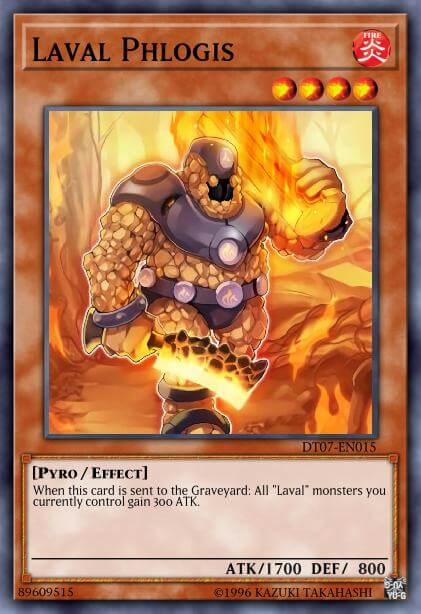 LAVAL PHLOGIS
FIRE
炎
DT07-EN015
[PYRO / EFFECT]
When this card is sent to the Graveyard: All "Laval" monsters you
currently control gain 300 ATK.
ATK/1700 DEF/ 800
89609515
©1996 KAZUKI TAKAHASHI